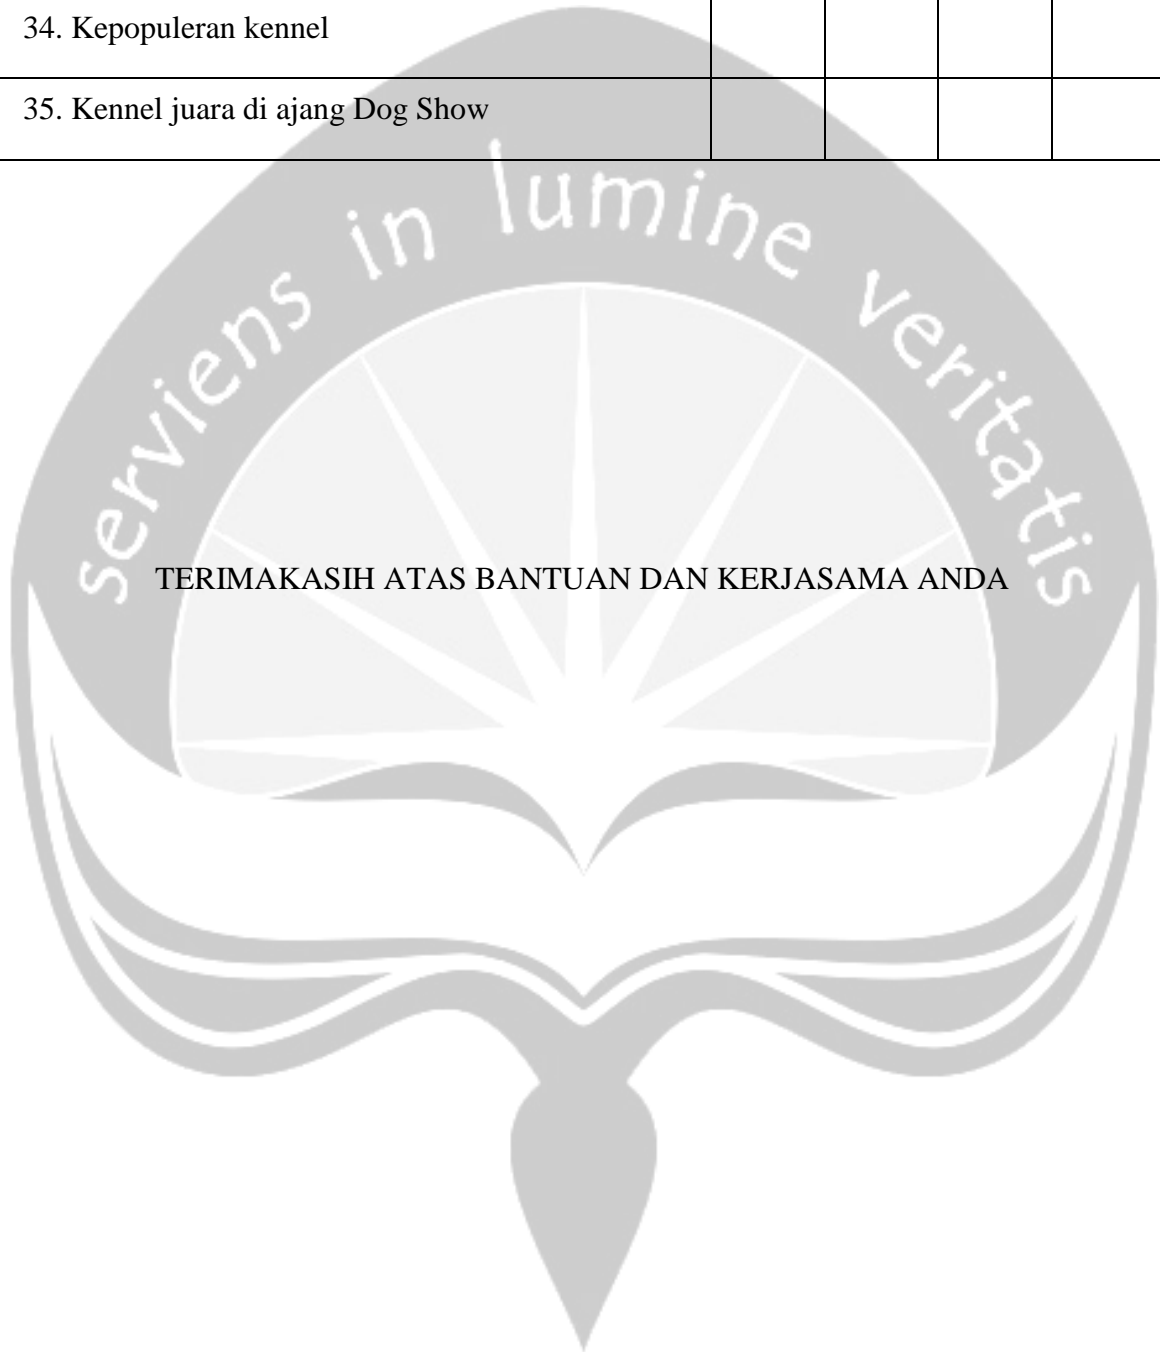 34. Kepopuleran kennel
35. Kennel juara di ajang Dog Show
serviens in lumine veritatis
TERIMAKASIH ATAS BANTUAN DAN KERJASAMA ANDA